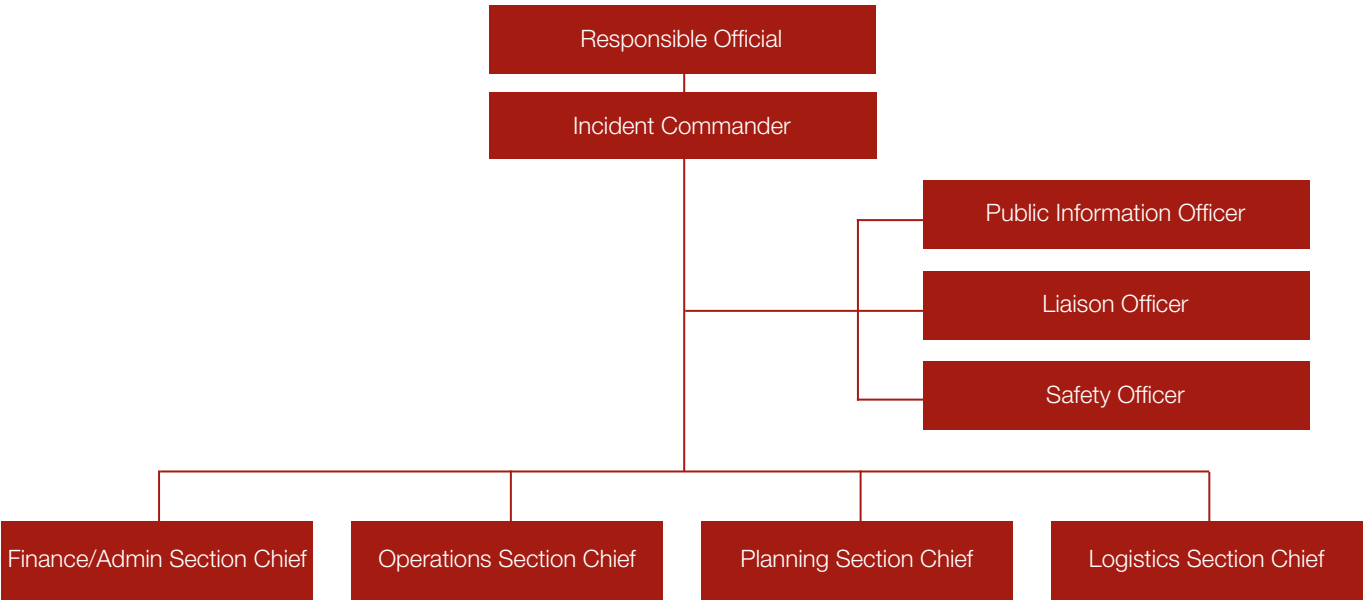 Responsible Official
Incident Commander
Public Information Officer
Liaison Officer
Safety Officer
Finance/Admin Section Chief
Operations Section Chief
Planning Section Chief
Logistics Section Chief